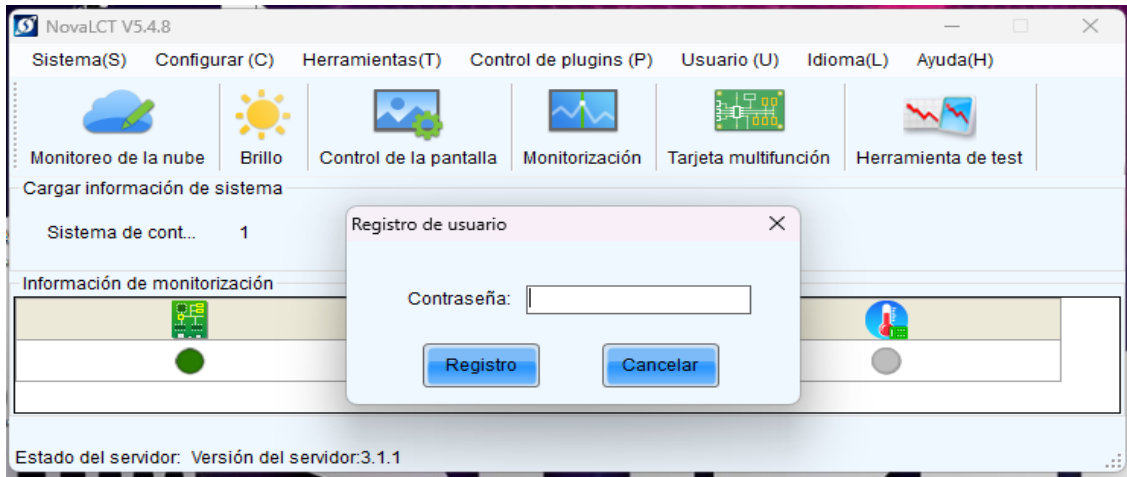 NovaLCT V5.4.8
Sistema(S) Configurar (C) Herramientas(T) Control de plugins (P) Usuario (U) Idioma(L) Ayuda(H)
Monitoreo de la nube Brillo Control de la pantalla Monitorización Tarjeta multifunción Herramienta de test
Cargar información de sistema
Sistema de cont... 1
Registro de usuario
Contraseña:
Registro Cancelar
Información de monitorización
Estado del servidor: Versión del servidor:3.1.1